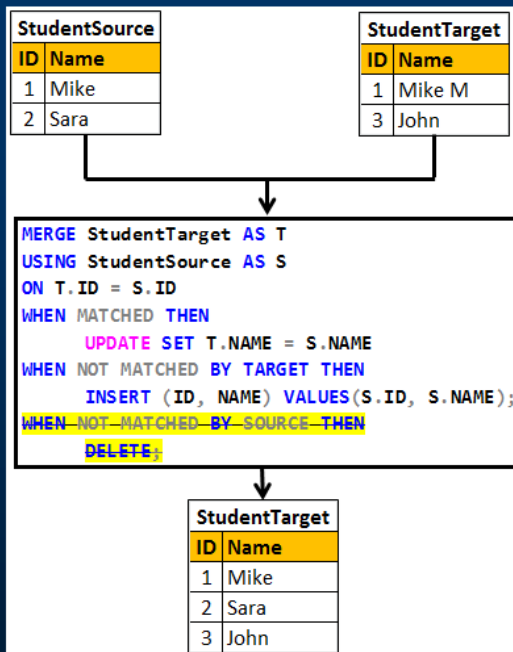 StudentSource
ID Name
1 Mike
2 Sara
StudentTarget
ID Name
1 Mike M
3 John
MERGE StudentTarget AS T
USING StudentSource AS S
ON T.ID = S.ID
WHEN MATCHED THEN
UPDATE SET T.NAME = S.NAME
WHEN NOT MATCHED BY TARGET THEN
INSERT (ID, NAME) VALUES(S.ID, S.NAME);
WHEN NOT MATCHED BY SOURCE THEN
DELETE;
StudentTarget
ID Name
1 Mike
2 Sara
3 John